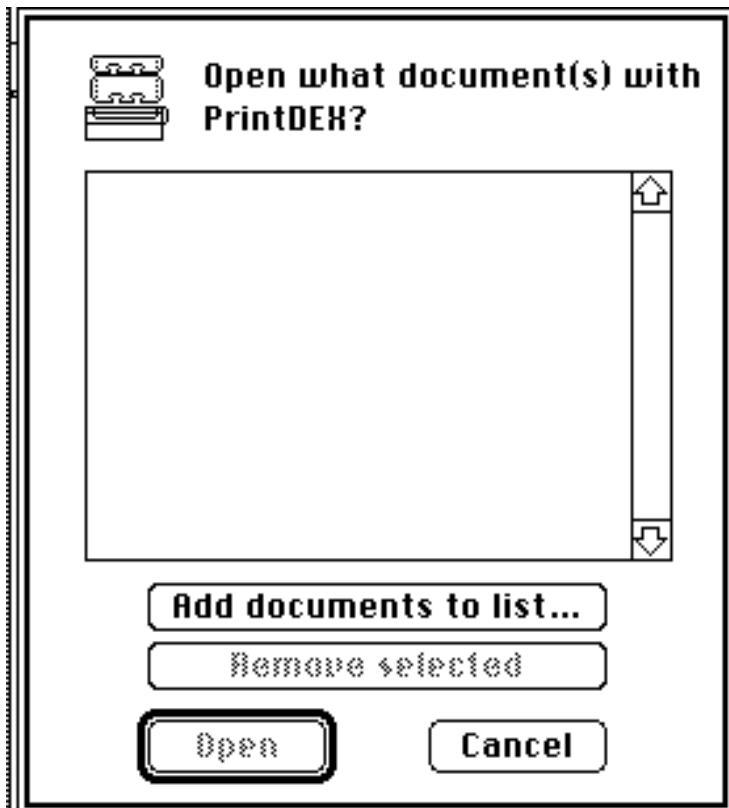 Open what document(s) with
PrintDEX?
Add documents to list...
Remove selected
Open
Cancel